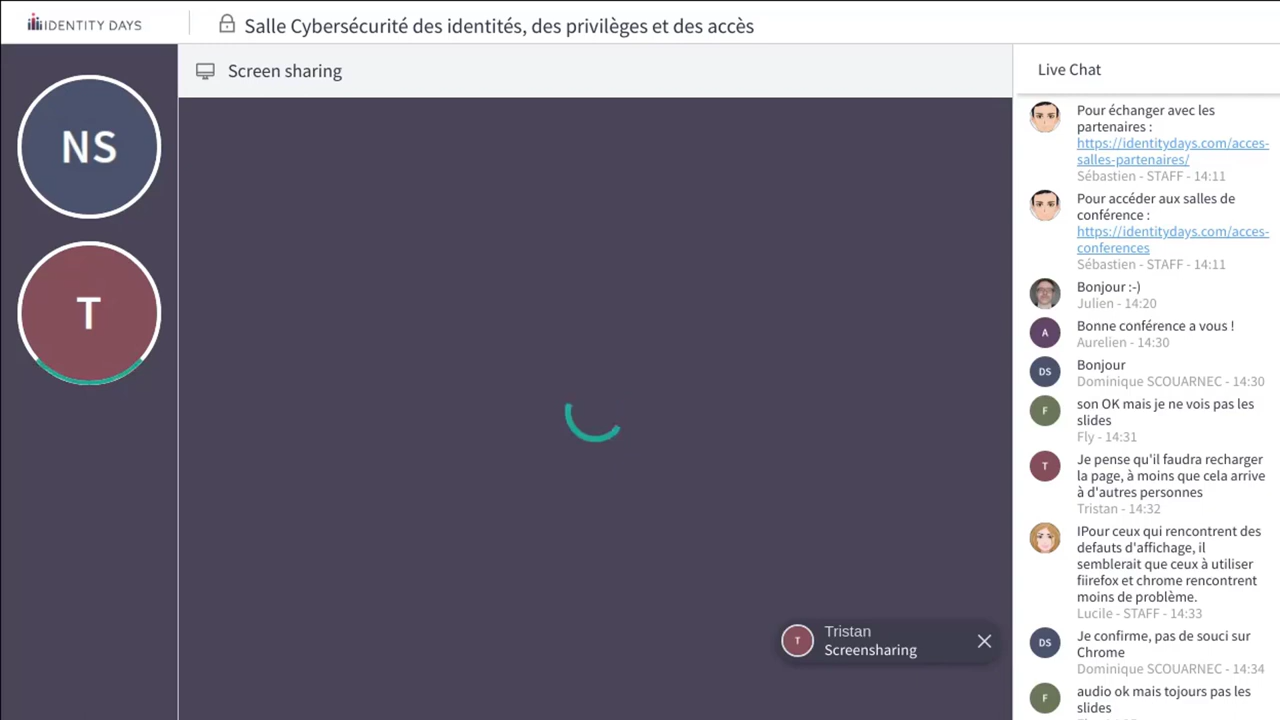 IDENTITY DAYS
Salle Cybersécurité des identités, des privilèges et des accès
NS
T
Screen sharing
Tristan
T
Screensharing
Live Chat
Pour échanger avec les
partenaires :
https://identitydays.com/acces-
salles-partenaires/
Sébastien - STAFF - 14:11
Pour accéder aux salles de
conférence :
https://identitydays.com/acces-
conferences
Sébastien - STAFF - 14:11
Bonjour :-)
Julien - 14:20
A
Bonne conférence a vous !
Aurelien - 14:30
DS
Bonjour
Dominique SCOUARNEC - 14:30
F
son OK mais je ne vois pas les
slides
Fly - 14:31
T
Je pense qu'il faudra recharger
la page, à moins que cela arrive
à d'autres personnes
Tristan - 14:32
IPour ceux qui rencontrent des
defauts d'affichage, il
semblerait que ceux à utiliser
fiirefox et chrome rencontrent
moins de problème.
Lucile - STAFF - 14:33
DS
Je confirme, pas de souci sur
Chrome
Dominique SCOUARNEC - 14:34
F
audio ok mais tojours pas les
slides